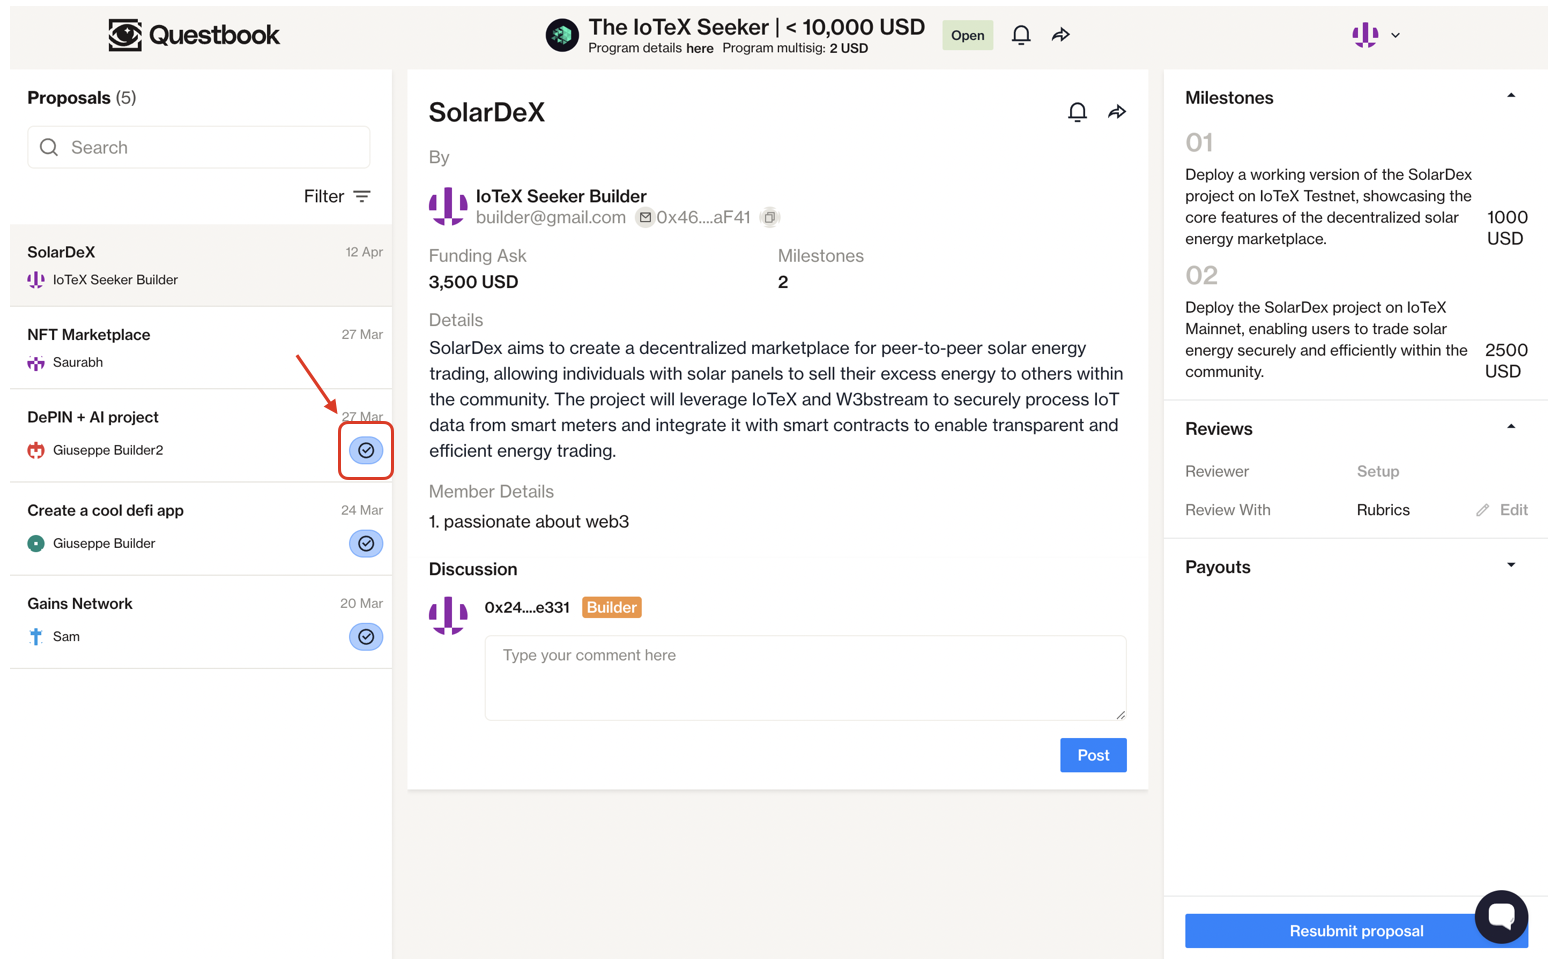 Questbook
The IoTeX Seeker | < 10,000 USD
Program details here Program multisig: 2 USD
Open
Proposals (5)
Search
Filter
SolarDeX
12 Apr
IoTeX Seeker Builder
NFT Marketplace
27 Mar
Saurabh
DePIN + AI project
27 Mar
Giuseppe Builder2
Create a cool defi app
24 Mar
Giuseppe Builder
Gains Network
20 Mar
Sam
SolarDeX
By
IoTeX Seeker Builder
builder@gmail.com 0x46....aF41
Funding Ask
Milestones
3,500 USD
2
Details
SolarDex aims to create a decentralized marketplace for peer-to-peer solar energy
trading, allowing individuals with solar panels to sell their excess energy to others within
the community. The project will leverage IoTeX and W3bstream to securely process IoT
data from smart meters and integrate it with smart contracts to enable transparent and
efficient energy trading.
Member Details
1. passionate about web3
Discussion
0x24....e331 Builder
Type your comment here
Post
Milestones
01
Deploy a working version of the SolarDex
project on IoTeX Testnet, showcasing the
core features of the decentralized solar
energy marketplace.
1000
USD
02
Deploy the SolarDex project on IoTeX
Mainnet, enabling users to trade solar
energy securely and efficiently within the
community.
2500
USD
Reviews
Reviewer
Setup
Review With
Rubrics
Edit
Payouts
Resubmit proposal